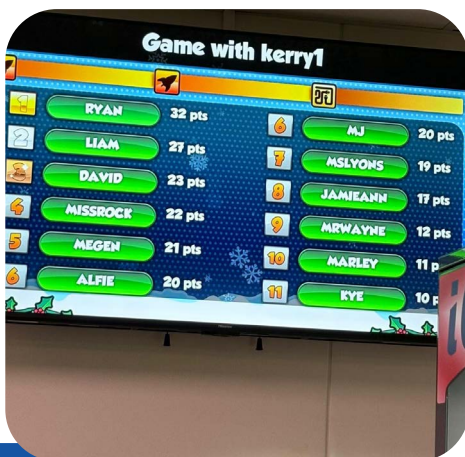 Game with kerry1
1 RYAN 32 pts
2 LIAM 27 pts
3 DAVID 23 pts
4 MISSROCK 22 pts
5 MEGEN 21 pts
6 ALFIE 20 pts
6 MJ 20 pts
7 MSLYONS 19 pts
8 JAMIEANN 17 pts
9 MRWAYNE 12 pts
10 MARLEY 11 p
11 KYE 10 p